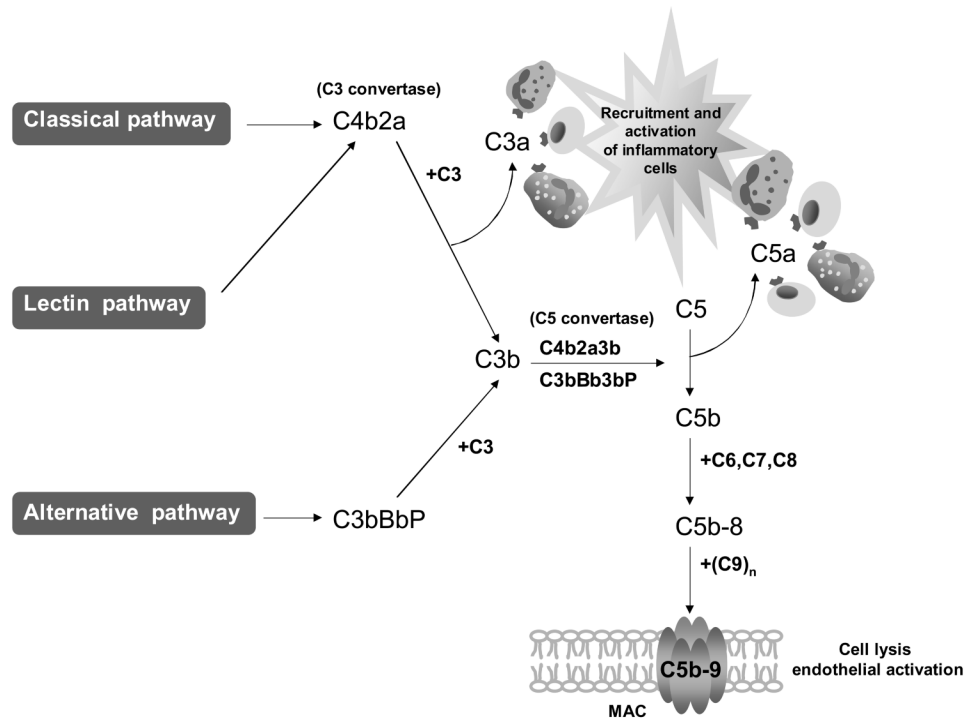 (C3 convertase)
Classical pathway
C4b2a
C3a
+C3
Recruitment and
activation
of inflammatory
cells
C5a
Lectin pathway
C5
(C5 convertase)
C4b2a3b
C3b
C3bBb3bP
C5b
+C3
+C6,C7,C8
Alternative pathway
C3bBbP
C5b-8
+(C9)n
C5b-9
Cell lysis
endothelial activation
MAC